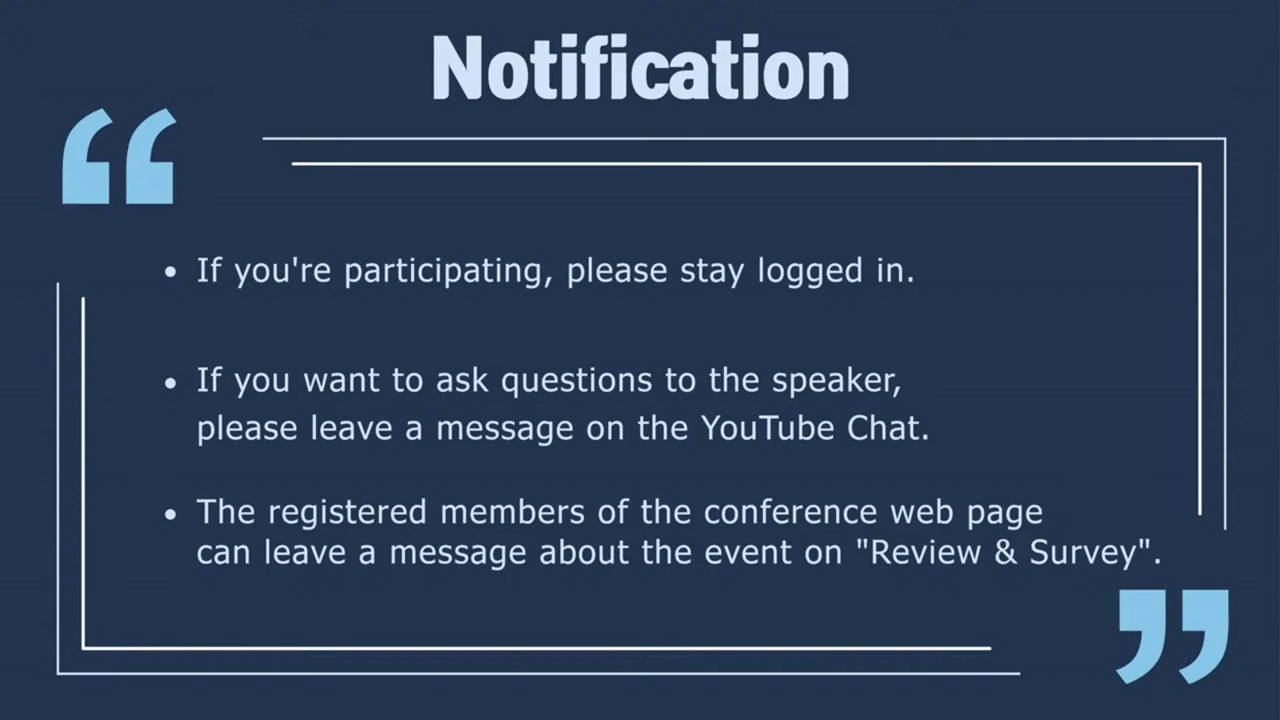 Notification
• If you're participating, please stay logged in.
• If you want to ask questions to the speaker,
please leave a message on the YouTube Chat.
• The registered members of the conference web page
can leave a message about the event on "Review & Survey".